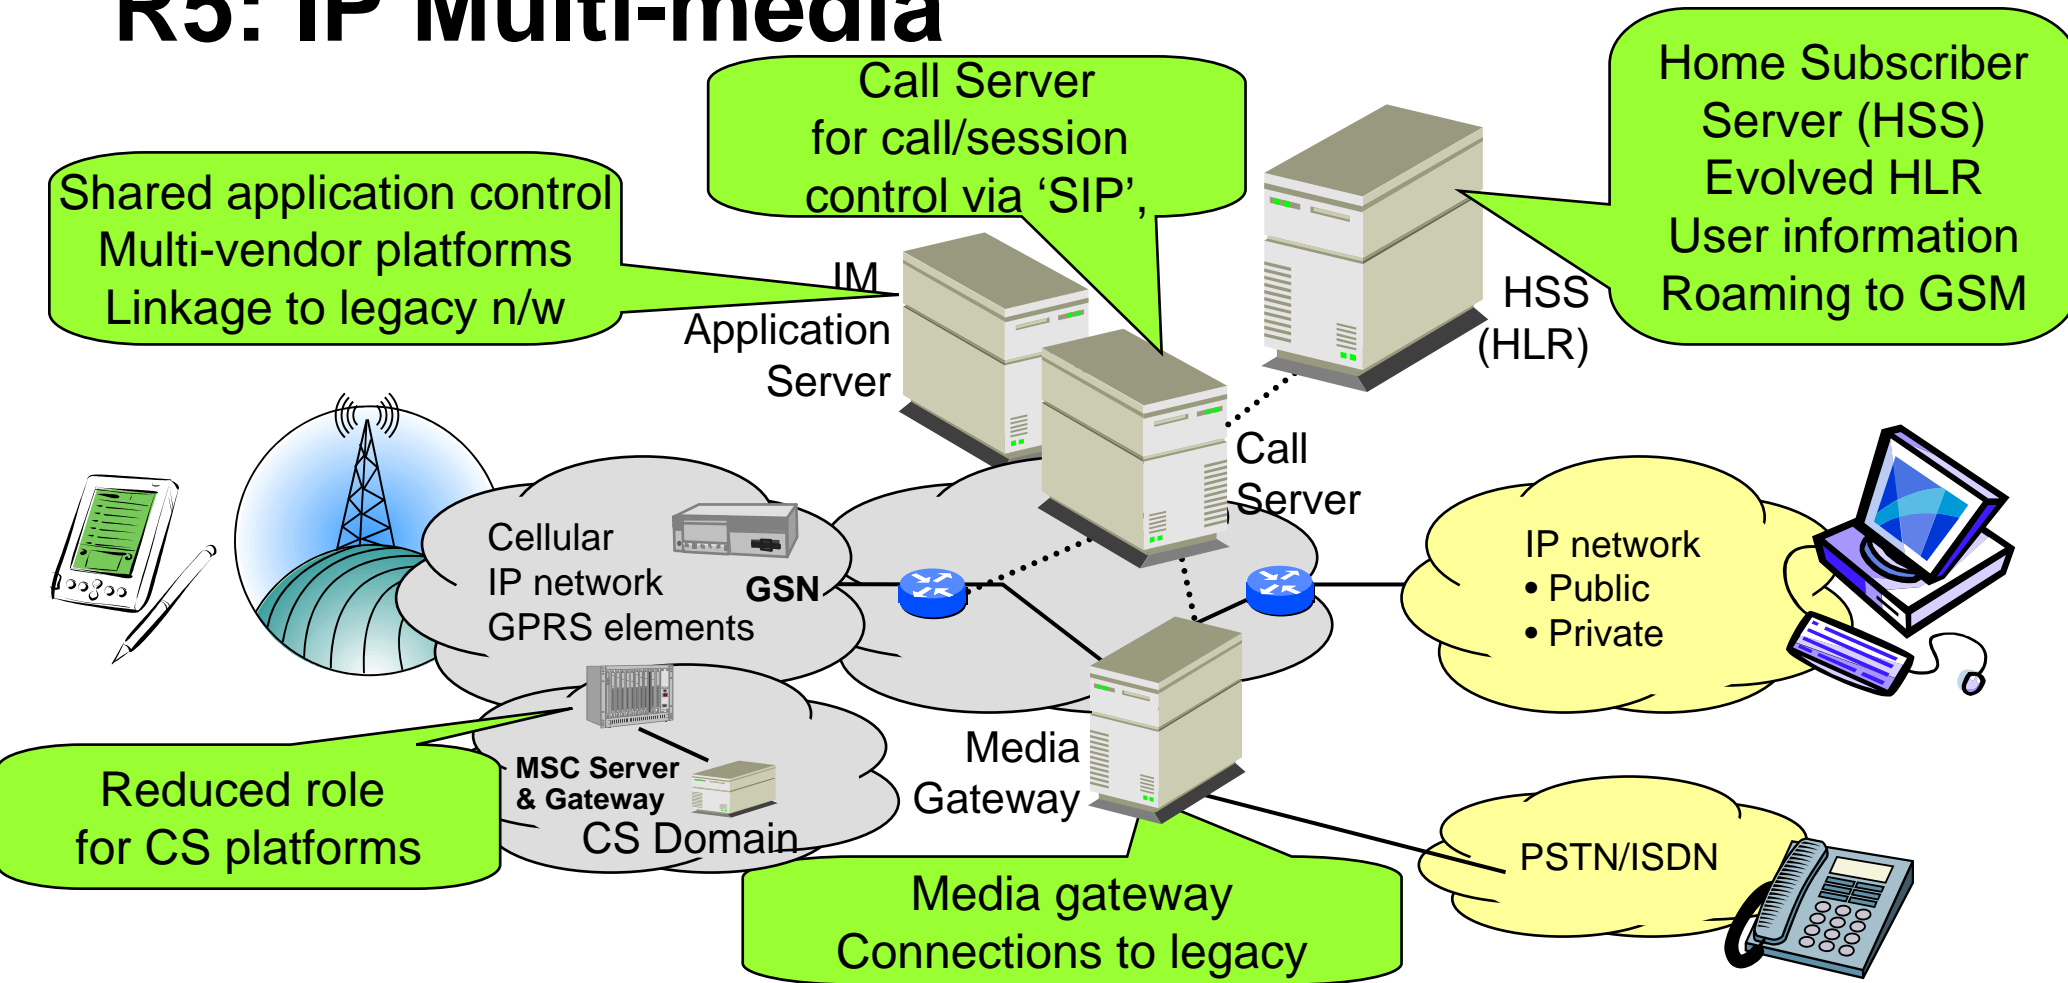 R5: IP Multi-media
Call Server
for call/session
control via ‘SIP’,
Home Subscriber
Server (HSS)
Evolved HLR
User information
Roaming to GSM
Shared application control
Multi-vendor platforms
Linkage to legacy n/w
IM
Application
Server
HSS
(HLR)
Call
Server
Cellular
IP network
GPRS elements
GSN
IP network
• Public
• Private
MSC Server
& Gateway
CS Domain
Media
Gateway
Reduced role
for CS platforms
PSTN/ISDN
Media gateway
Connections to legacy